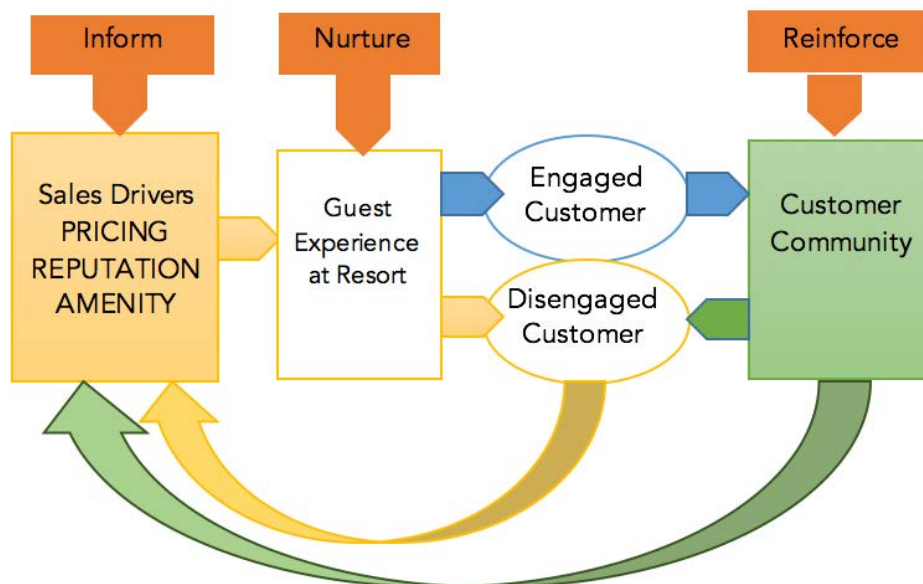 Inform
Nurture
Reinforce
Sales Drivers
PRICING
REPUTATION
AMENITY
Guest
Experience
at Resort
Engaged
Customer
Disengaged
Customer
Customer
Community